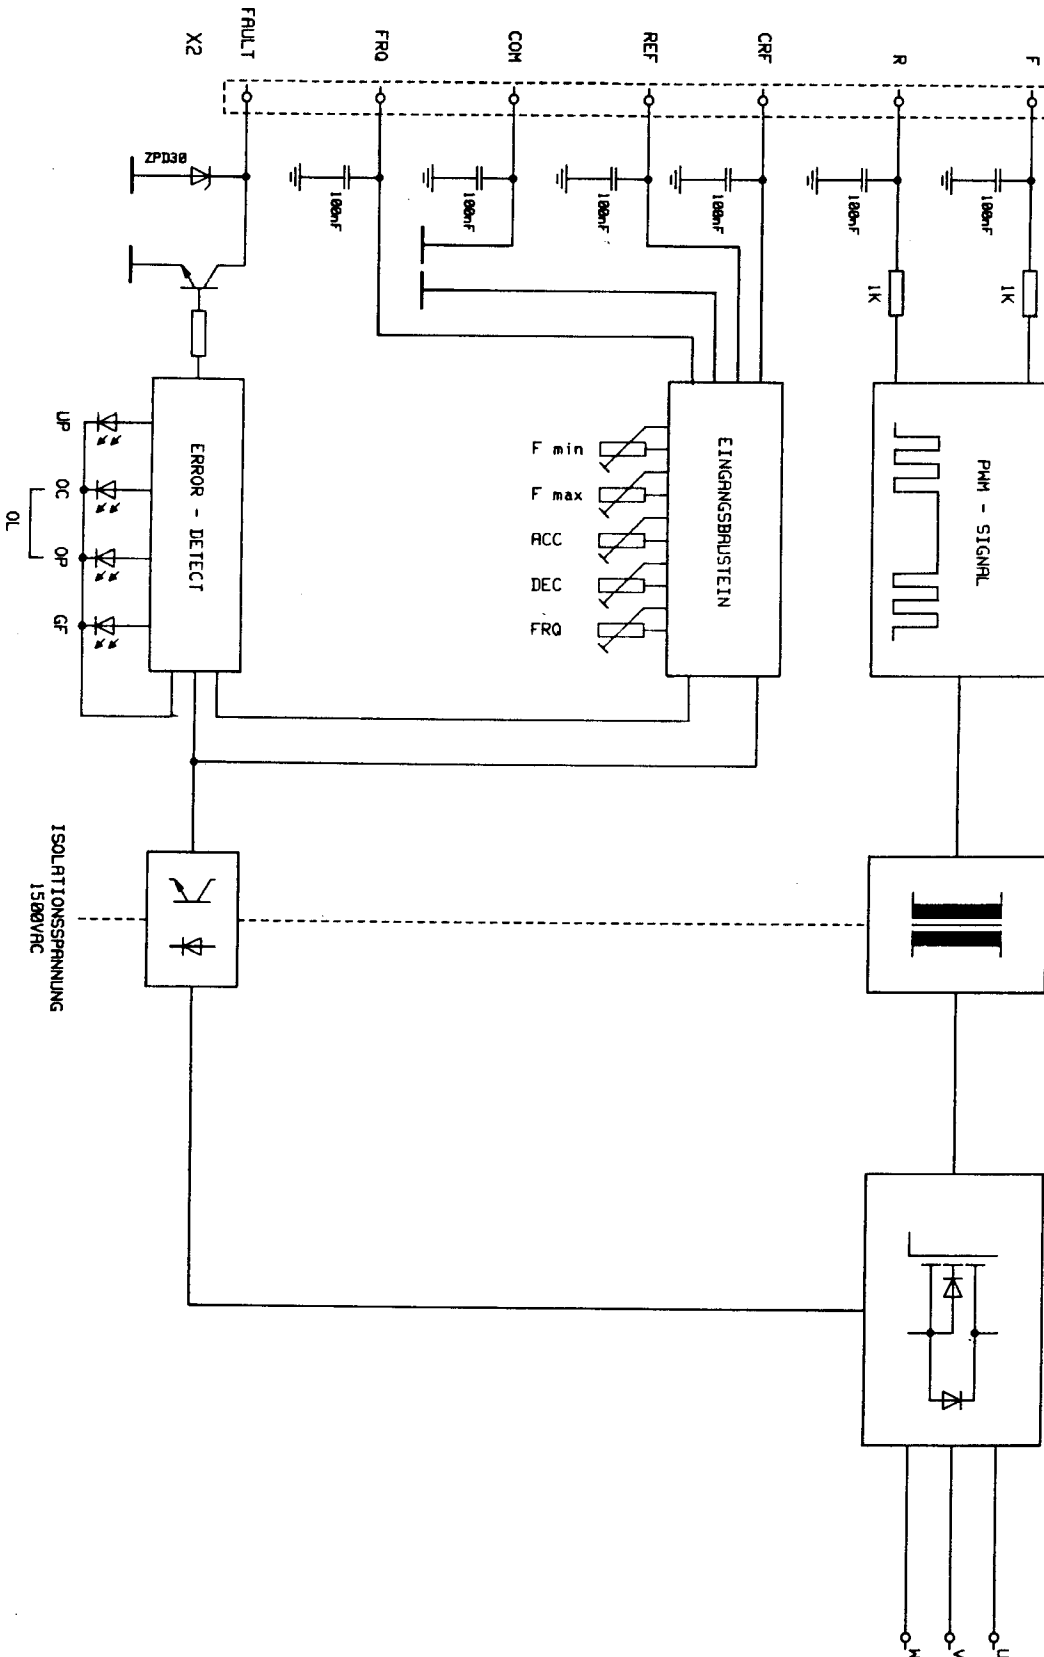 FAULT
FRQ
COM
REF
CRF
R
F
X2
ZPD30
100nF
100nF
100nF
100nF
100nF
100nF
1K
1K
UP
OC
OP
GF
OL
ERROR - DETECT
F min
F max
ACC
DEC
FRQ
EINGANGSBAUSTEIN
PWM - SIGNAL
ISOLATIONSSPANNUNG
1500VAC
W
V
U